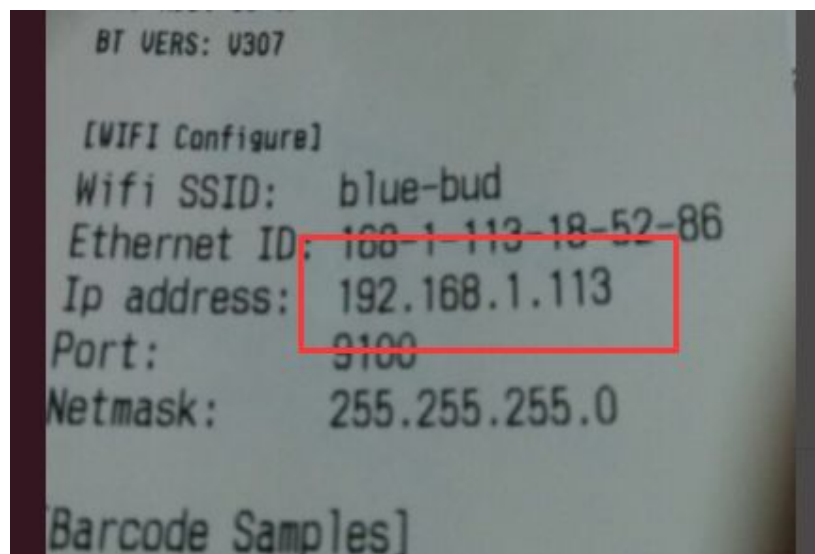 BT VERS: V307
[WIFI Configure]
Wifi SSID: blue-bud
Ethernet ID: 168-1-113-18-52-86
Ip address: 192.168.1.113
Port: 9100
Netmask: 255.255.255.0
[Barcode Samples]